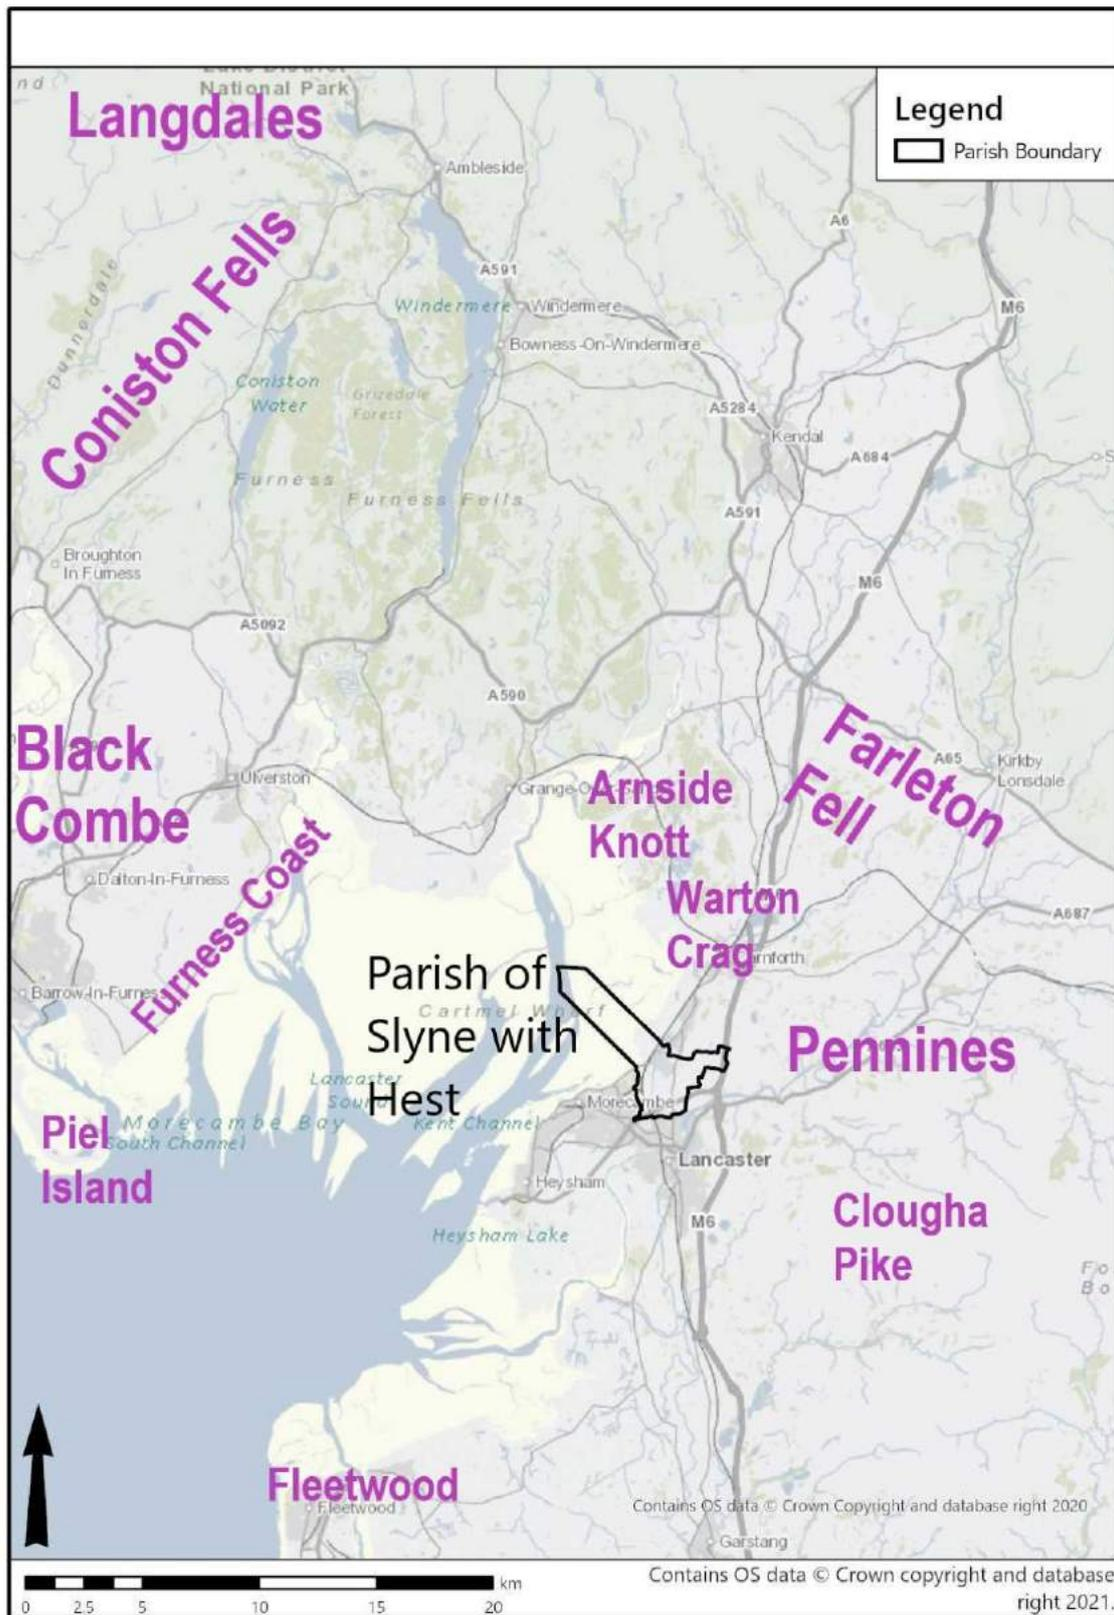 National Park
nd
Langdales
Legend
Parish Boundary
Ambleside
A6
Coniston Fells
Dunnerdale
A591
Windermere
Windermere
M6
Bowness-On-Windermere
Coniston
Water
Grizedale
Forest
A5284
Kendal
A684
Furness
Furness Fells
A591
Broughton
In Furness
M6
A5092
A590
Black
Combe
Farleton
Fell
A65
Kirkby
Lonsdale
Ulverston
Arnside
Knott
Furness Coast
Dalton-In-Furness
Warton
Crag
A687
Barrow-In-Furness
Parish of
Slyne with
Hest
Cartmel Wharf
Pennines
Lancaster
Sound
Morecambe
Piel
Island
Morecambe Bay
South Channel
Kent Channel
Lancaster
Heysham
Clougha
Pike
M6
Heysham Lake
Fo
Bo
Fleetwood
Fleetwood
Contains OS data © Crown Copyright and database right 2020
Garstang
0 2.5 5 10 15 20 km
Contains OS data © Crown copyright and database
right 2021.